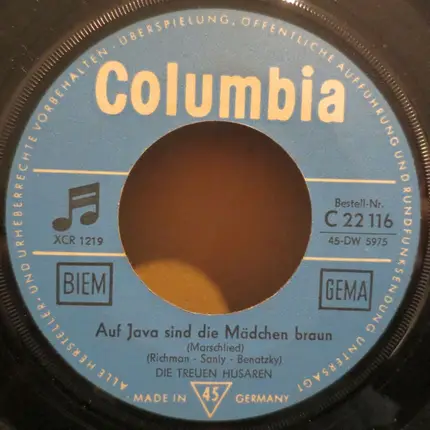 ALLE HERSTELLER- UND URHEBERRECHTE VORBEHALTEN · ÜBERSPIELUNG, ÖFFENTLICHE AUFFÜHRUNG UND RUNDFUNKSENDUNG UNTERSAGT
Columbia
XCR 1219
Bestell-Nr.
C 22 116
45-DW 5975
BIEM
GEMA
Auf Java sind die Mädchen braun
(Marschlied)
(Richman - Sanly - Benatzky)
DIE TREUEN HUSAREN
MADE IN 45 GERMANY